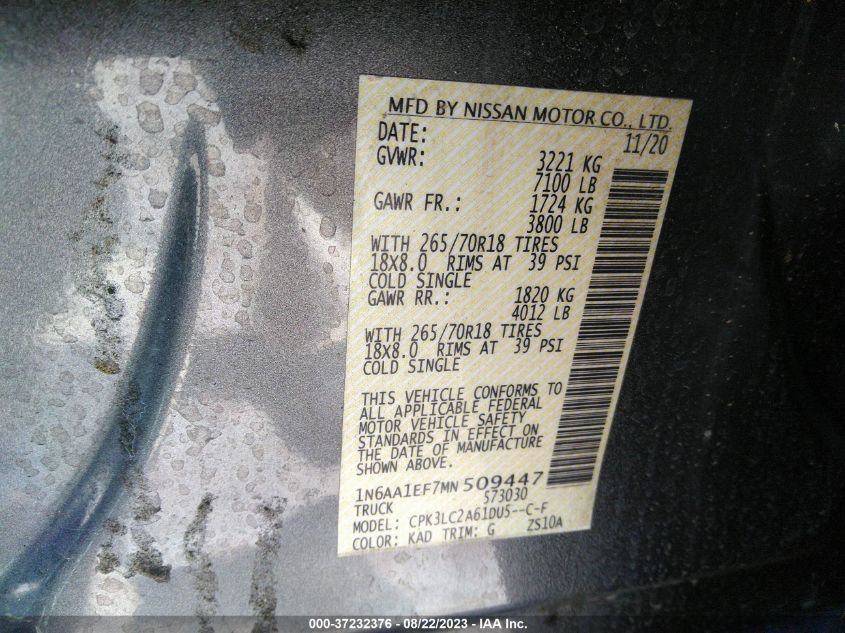 MFD BY NISSAN MOTOR CO., LTD.
DATE: 11/20
GVWR: 3221 KG
7100 LB
GAWR FR.: 1724 KG
3800 LB
WITH 265/70R18 TIRES
18X8.0 RIMS AT 39 PSI
COLD SINGLE
GAWR RR.: 1820 KG
4012 LB
WITH 265/70R18 TIRES
18X8.0 RIMS AT 39 PSI
COLD SINGLE
THIS VEHICLE CONFORMS TO
ALL APPLICABLE FEDERAL
MOTOR VEHICLE SAFETY
STANDARDS IN EFFECT ON
THE DATE OF MANUFACTURE
SHOWN ABOVE.
1N6AA1EF7MN 509447
TRUCK S73030
MODEL: CPK3LC2A61DU5--C-F
COLOR: KAD TRIM: G ZS10A
000-37232376 - 08/22/2023 - IAA Inc.